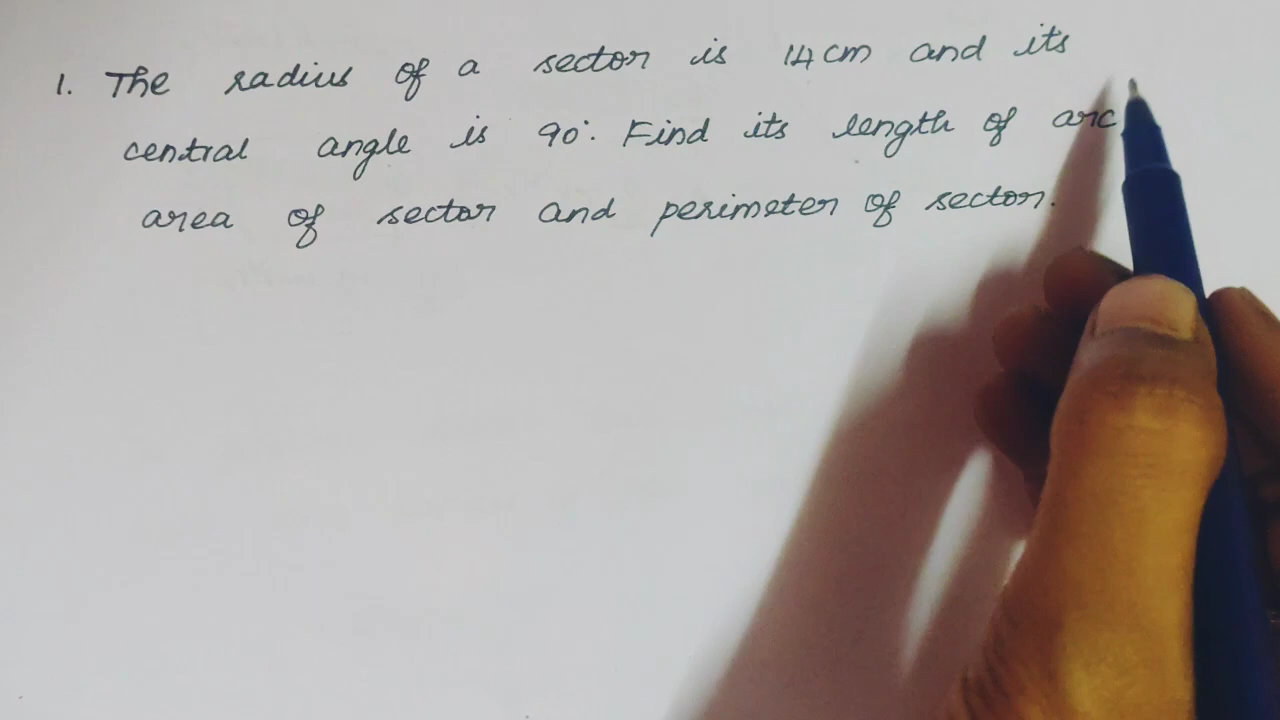 1. The radius of a sector is 14 cm and its
central angle is 90°. Find its length of arc
area of sector and perimeter of sector.